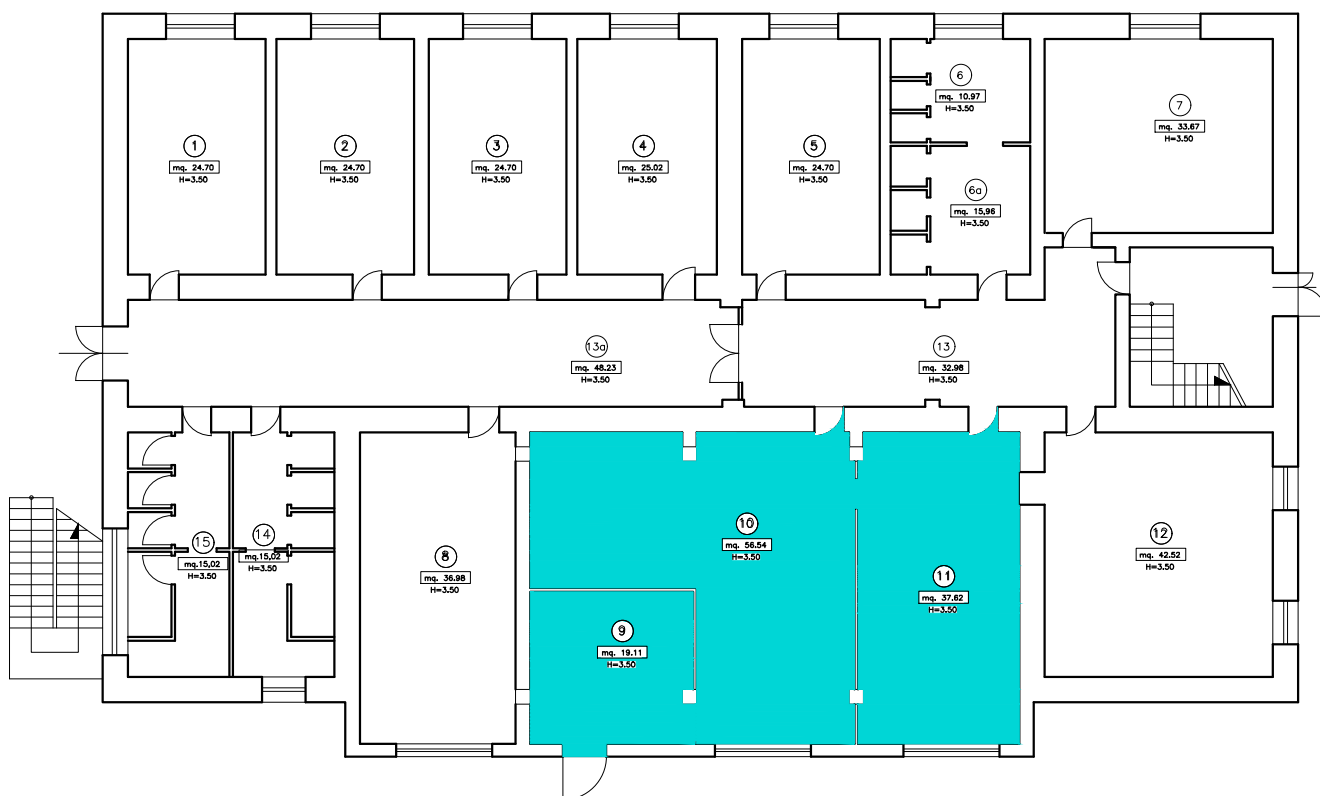 1
mq. 24.70
H=3.50
2
mq. 24.70
H=3.50
3
mq. 24.70
H=3.50
4
mq. 25.02
H=3.50
5
mq. 24.70
H=3.50
6
mq. 10.97
H=3.50
7
mq. 33.67
H=3.50
6a
mq. 15,96
H=3.50
13a
mq. 48.23
H=3.50
13
mq. 32.98
H=3.50
15
mq.15,02
H=3.50
14
mq.15,02
H=3.50
8
mq. 36.98
H=3.50
10
mq. 56.54
H=3.50
9
mq. 19.11
H=3.50
11
mq. 37.62
H=3.50
12
mq. 42.52
H=3.50